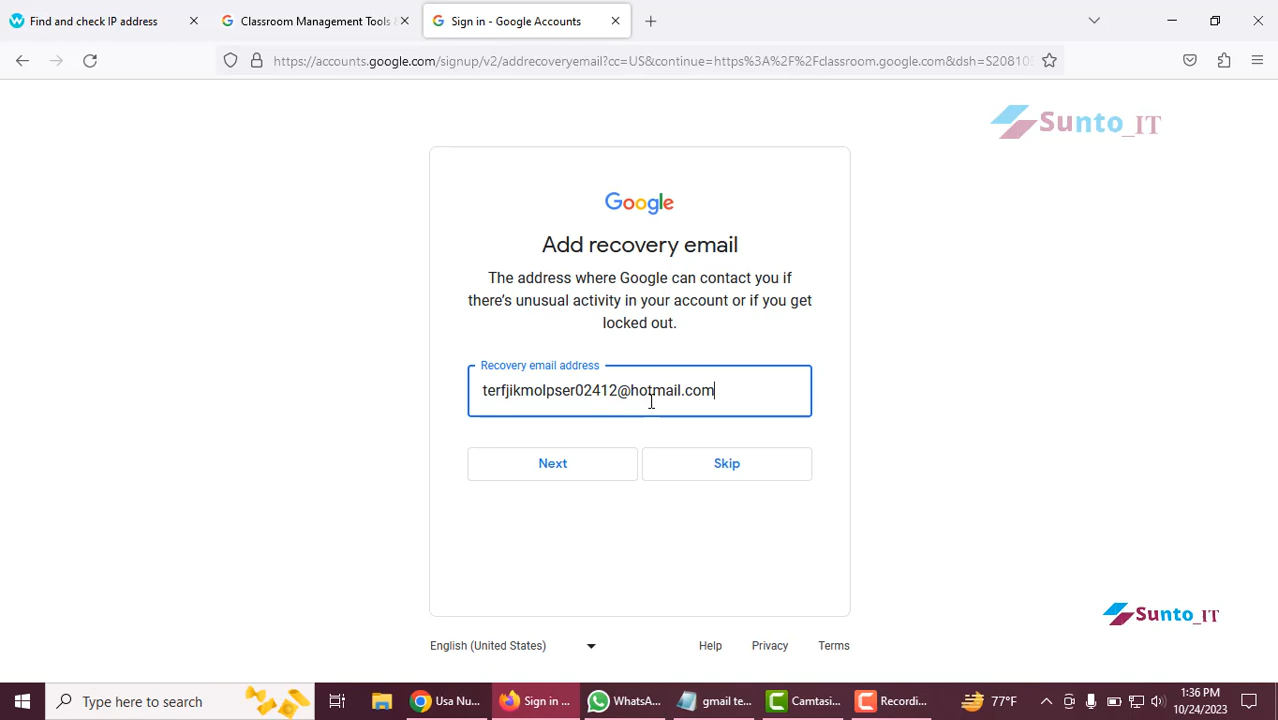 Find and check IP address
Classroom Management Tools
Sign in - Google Accounts
https://accounts.google.com/signup/v2/addrecoveryemail?cc=US&continue=https%3A%2F%2Fclassroom.google.com&dsh=S20810
Sunto_IT
Google
Add recovery email
The address where Google can contact you if
there's unusual activity in your account or if you get
locked out.
Recovery email address
terfjikmolpser02412@hotmail.com
Next
Skip
Sunto_IT
English (United States)
Help
Privacy
Terms
Type here to search
Usa Nu...
Sign in ...
WhatsA...
gmail te...
Camtasi...
Recordi...
77°F
1:36 PM
10/24/2023